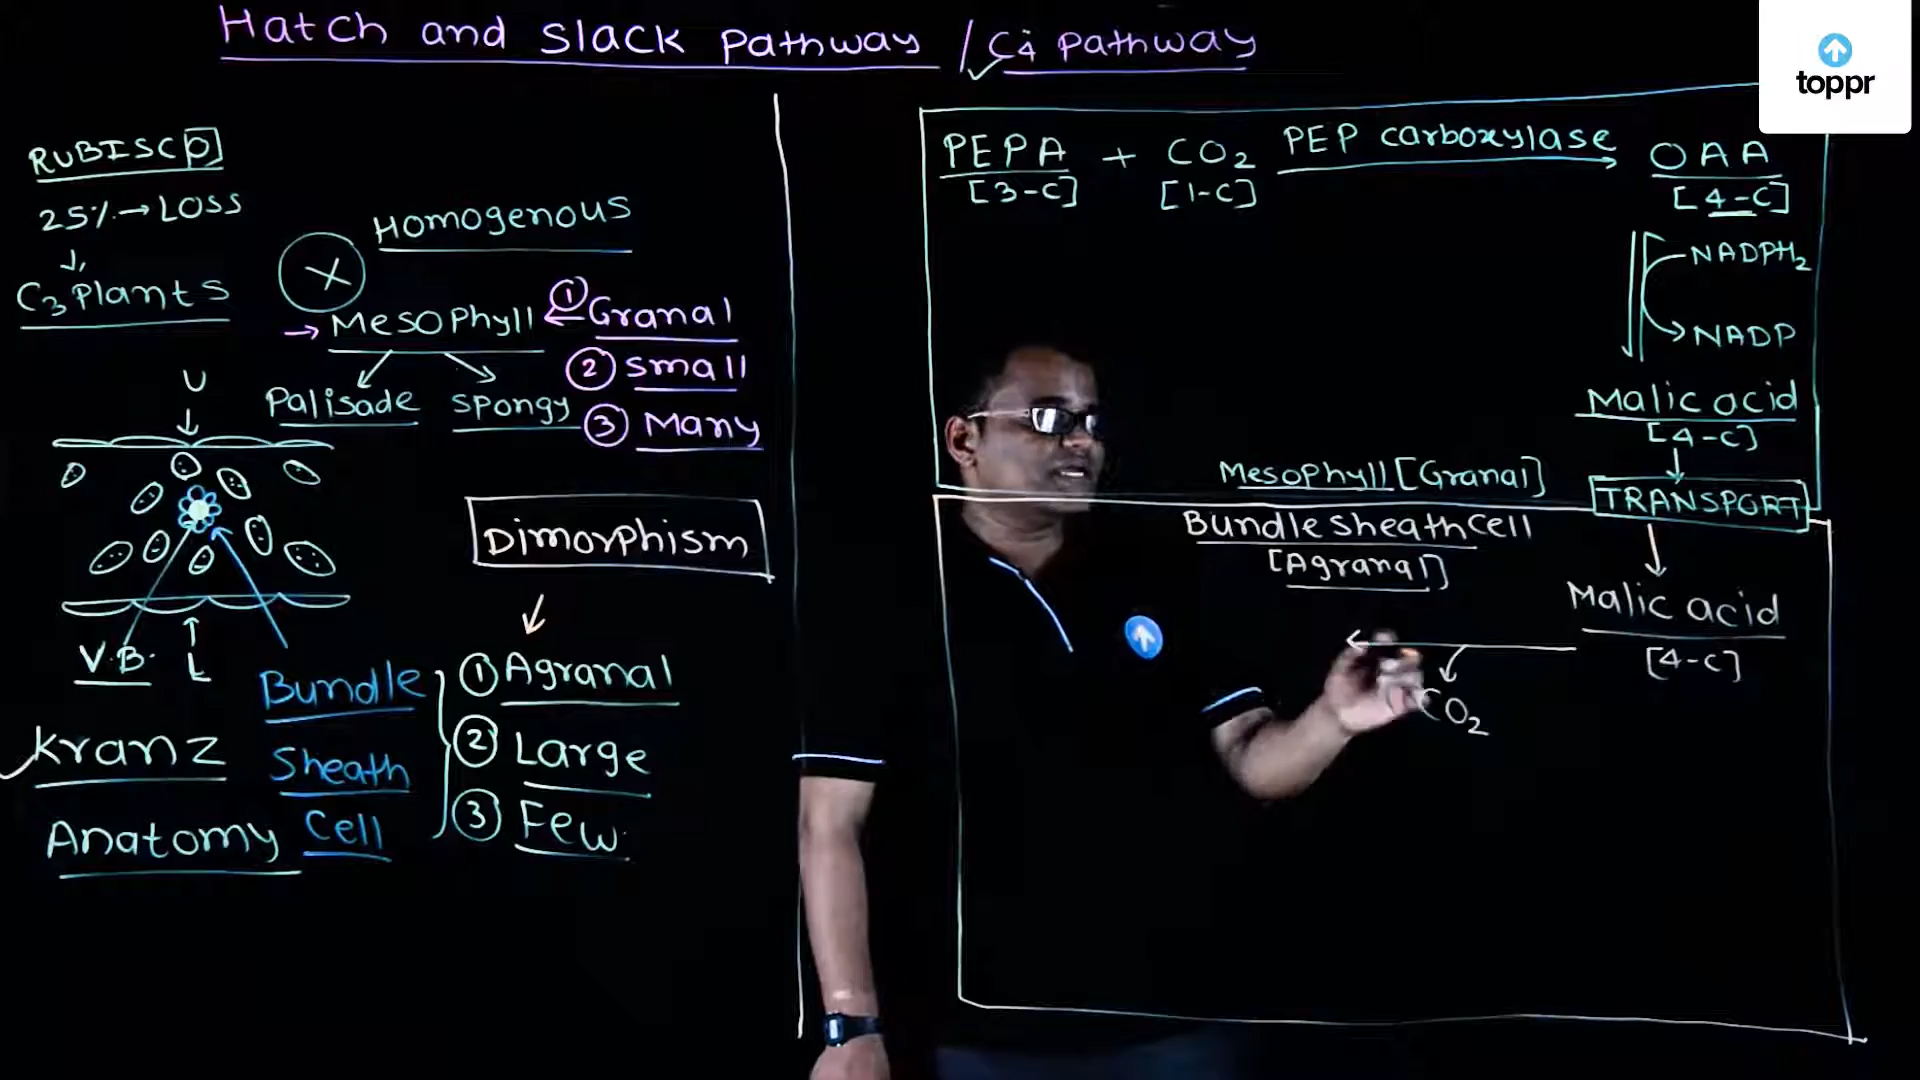 Hatch and Slack Pathway / C4 pathway
toppr
RUBISCO
25% → Loss
C3 Plants
Homogenous
X
→ Mesophyll
Palisade
Spongy
① Granal
② small
③ Many
U
V.B.
L
Dimorphism
Bundle
Sheath
Cell
① Agranal
② Large
③ Few
Kranz
Anatomy
PEPA + CO2 PEP carboxylase → OAA
[3-C] [1-C] [4-C]
NADPH2
NADP
Malic acid
[4-C]
Mesophyll [Granal]
TRANSPORT
Bundle sheath cell
[Agranal]
Malic acid
[4-C]
CO2